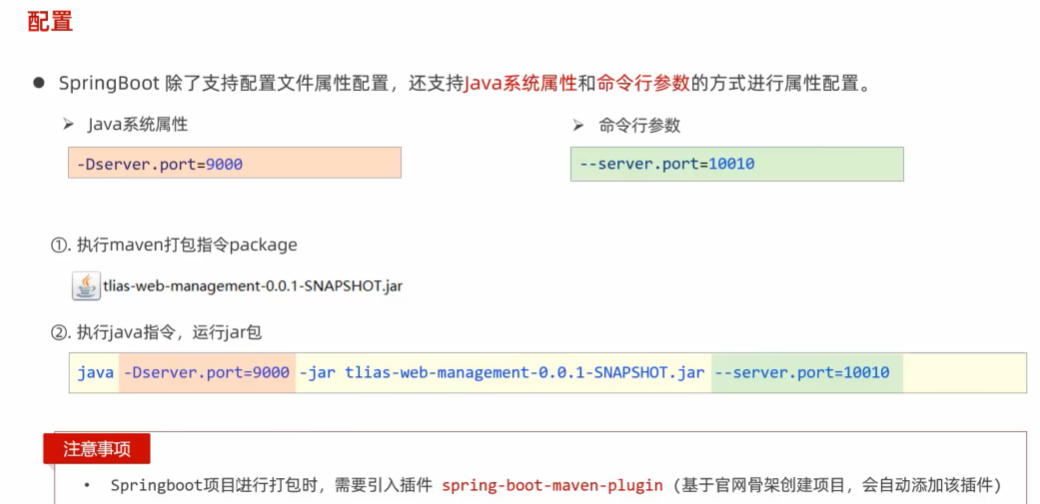 配置
● SpringBoot 除了支持配置文件属性配置，还支持Java系统属性和命令行参数的方式进行属性配置。
➢ Java系统属性
➢ 命令行参数
-Dserver.port=9000
--server.port=10010
①. 执行maven打包指令package
tlias-web-management-0.0.1-SNAPSHOT.jar
②. 执行java指令，运行jar包
java -Dserver.port=9000 -jar tlias-web-management-0.0.1-SNAPSHOT.jar --server.port=10010
注意事项
• Springboot项目进行打包时，需要引入插件 spring-boot-maven-plugin (基于官网骨架创建项目，会自动添加该插件)